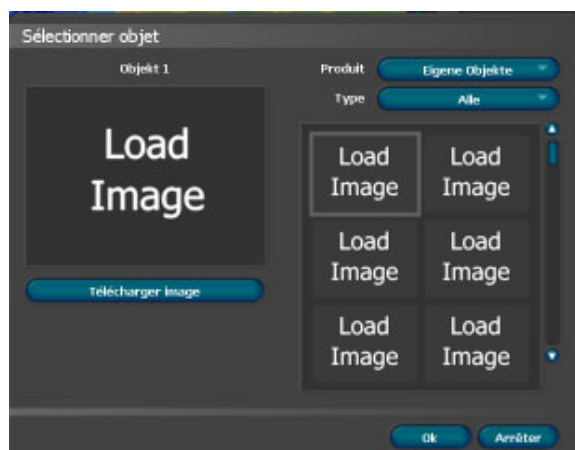 Sélectionner objet
Objekt 1
Load
Image
Télécharger image
Produit Eigene Objekte
Type Alle
Load Load
Image Image
Load Load
Image Image
Load Load
Image Image
Ok Arrêter